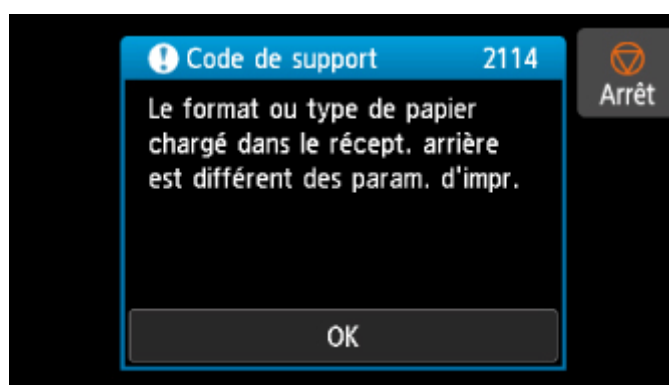 Code de support 2114
Arrêt
Le format ou type de papier
chargé dans le récept. arrière
est différent des param. d'impr.
OK